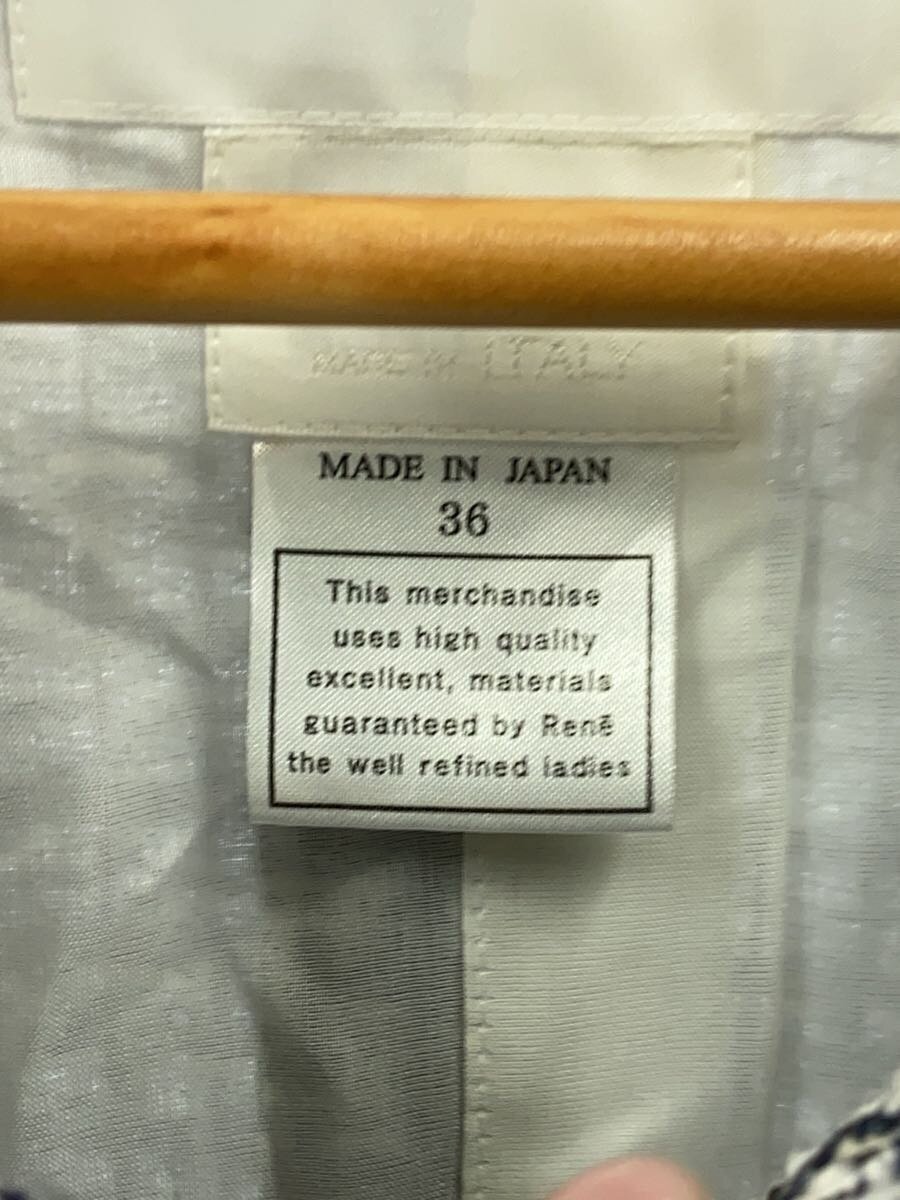 MADE IN ITALY
MADE IN JAPAN
36
This merchandise
uses high quality
excellent, materials
guaranteed by Renē
the well refined ladies